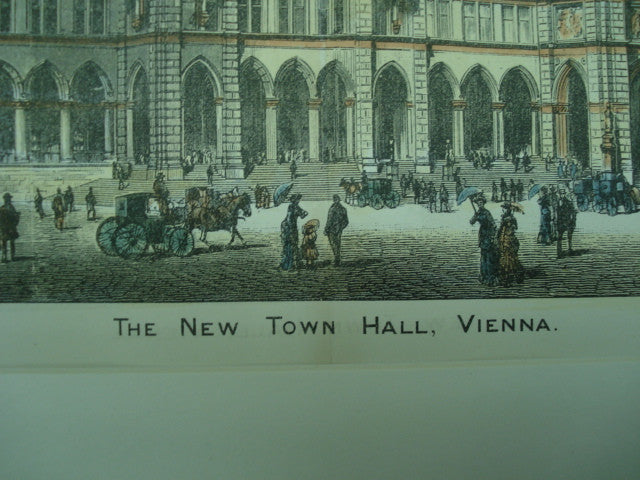 The New Town Hall, Vienna.